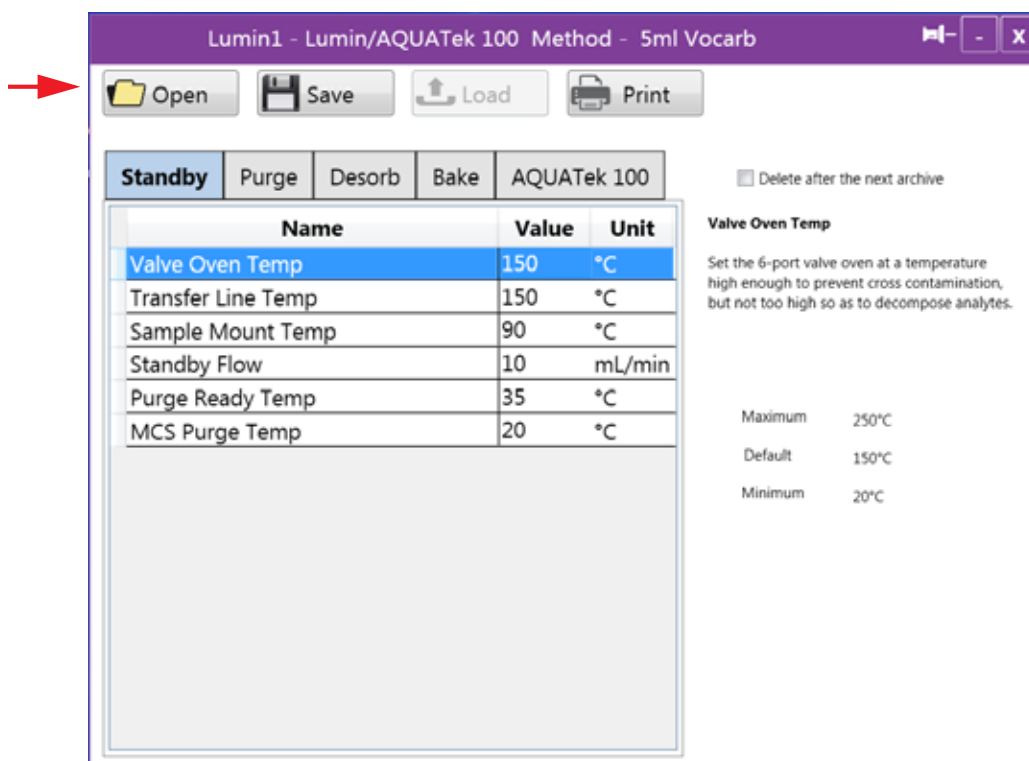 Lumin1 - Lumin/AQUATek 100 Method - 5ml Vocarb - X
Open Save Load Print
Standby Purge Desorb Bake AQUATek 100
Delete after the next archive
Name Value Unit
Valve Oven Temp 150 °C
Transfer Line Temp 150 °C
Sample Mount Temp 90 °C
Standby Flow 10 mL/min
Purge Ready Temp 35 °C
MCS Purge Temp 20 °C
Valve Oven Temp
Set the 6-port valve oven at a temperature
high enough to prevent cross contamination,
but not too high so as to decompose analytes.
Maximum 250°C
Default 150°C
Minimum 20°C